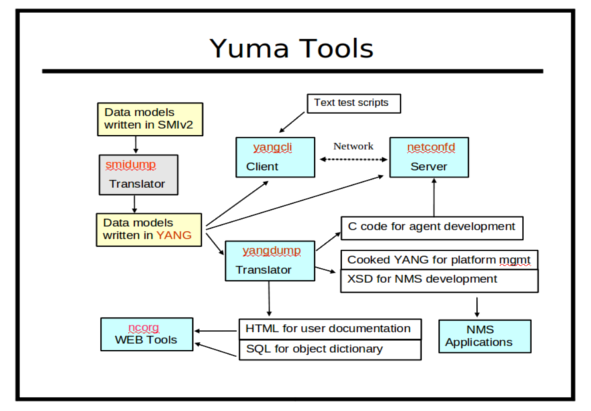 Yuma Tools
Text test scripts
Data models
written in SMIv2
yangcli
Client
Network
netconfd
Server
smidump
Translator
Data models
written in YANG
C code for agent development
yangdump
Translator
Cooked YANG for platform mgmt
XSD for NMS development
ncorg
WEB Tools
HTML for user documentation
SQL for object dictionary
NMS
Applications